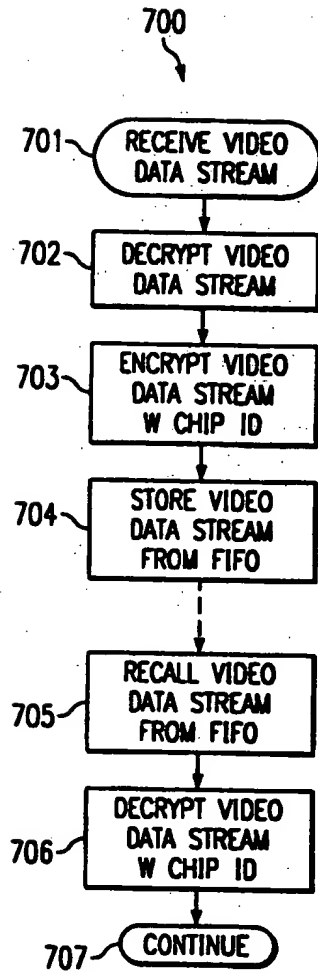 700
701
RECEIVE VIDEO
DATA STREAM
702
DECRYPT VIDEO
DATA STREAM
703
ENCRYPT VIDEO
DATA STREAM
W CHIP ID
704
STORE VIDEO
DATA STREAM
FROM FIFO
705
RECALL VIDEO
DATA STREAM
FROM FIFO
706
DECRYPT VIDEO
DATA STREAM
W CHIP ID
707
CONTINUE